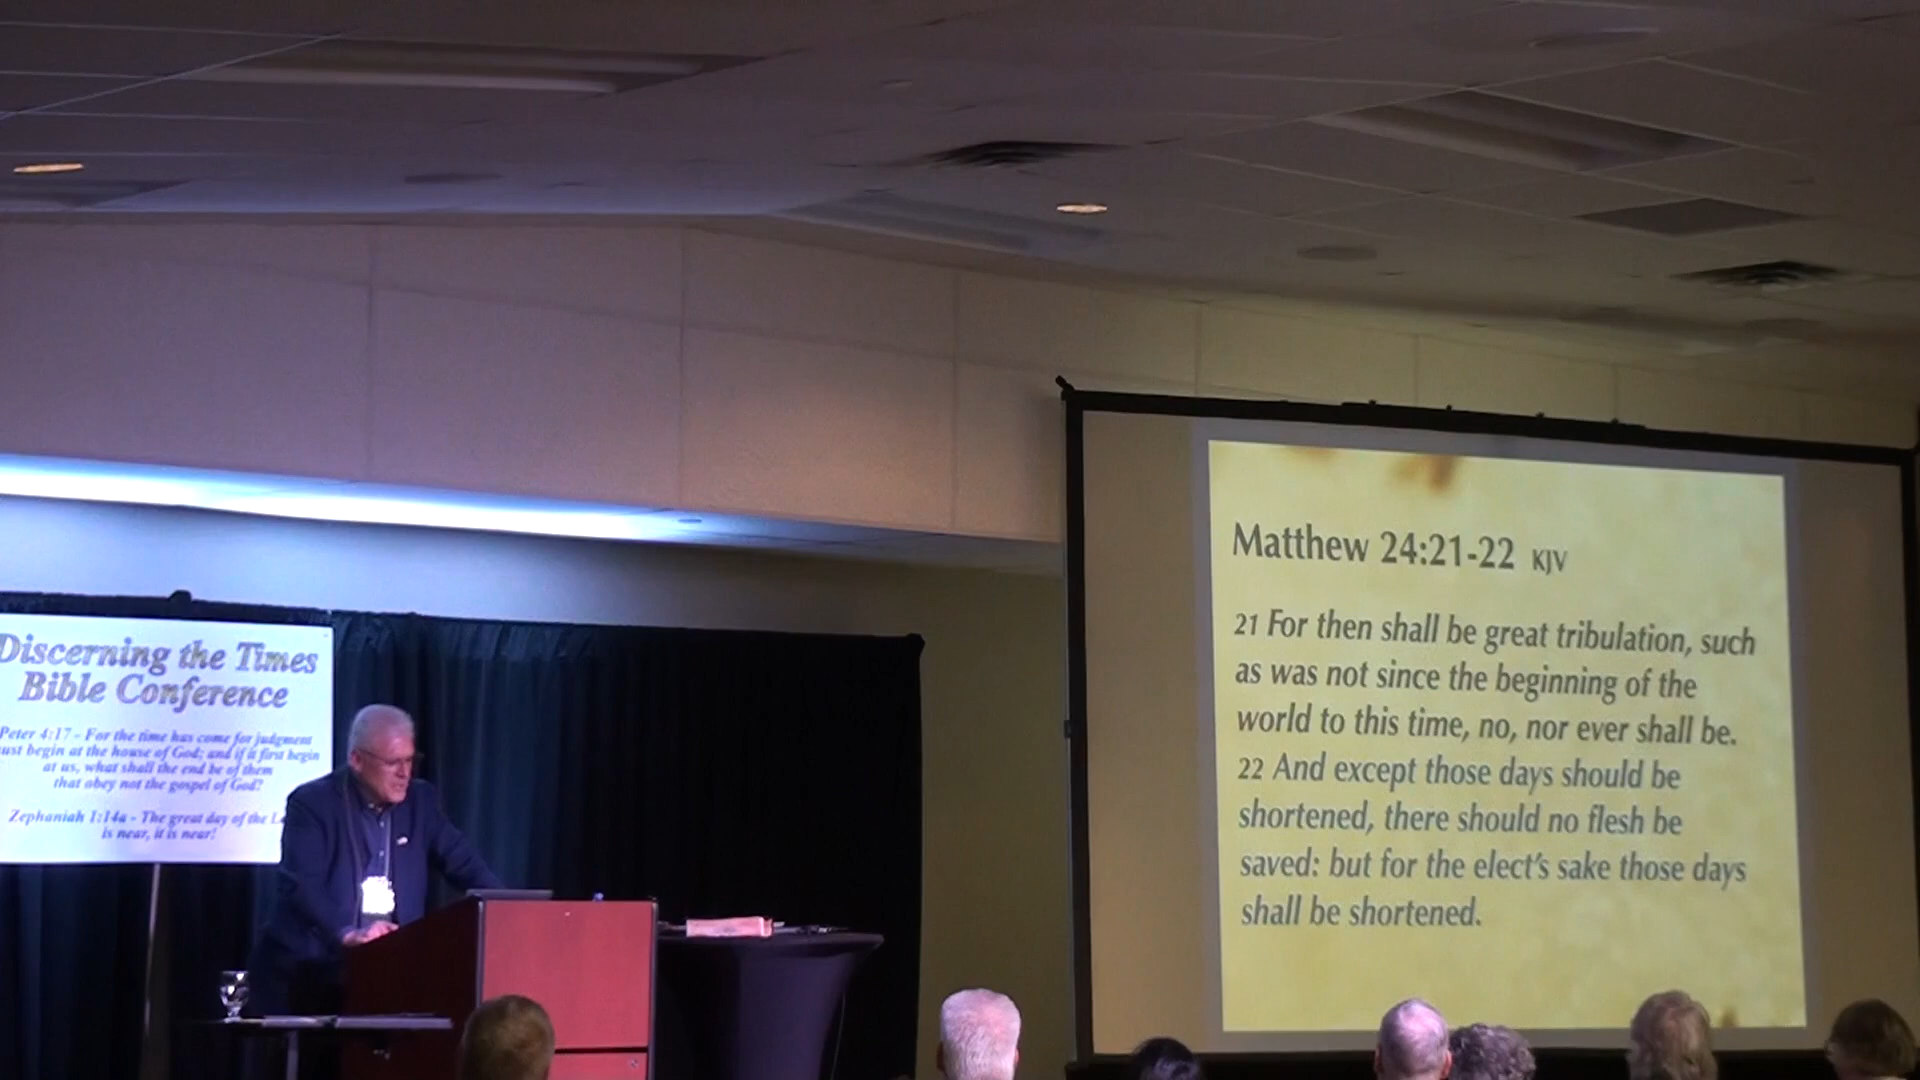 Discerning the Times
Bible Conference
Peter 4:17 - For the time has come for judgment
must begin at the house of God; and if it first begin
at us, what shall the end be of them
that obey not the gospel of God?
Zephaniah 1:14a - The great day of the
is near, it is near!
Matthew 24:21-22 KJV
21 For then shall be great tribulation, such
as was not since the beginning of the
world to this time, no, nor ever shall be.
22 And except those days should be
shortened, there should no flesh be
saved: but for the elect's sake those days
shall be shortened.